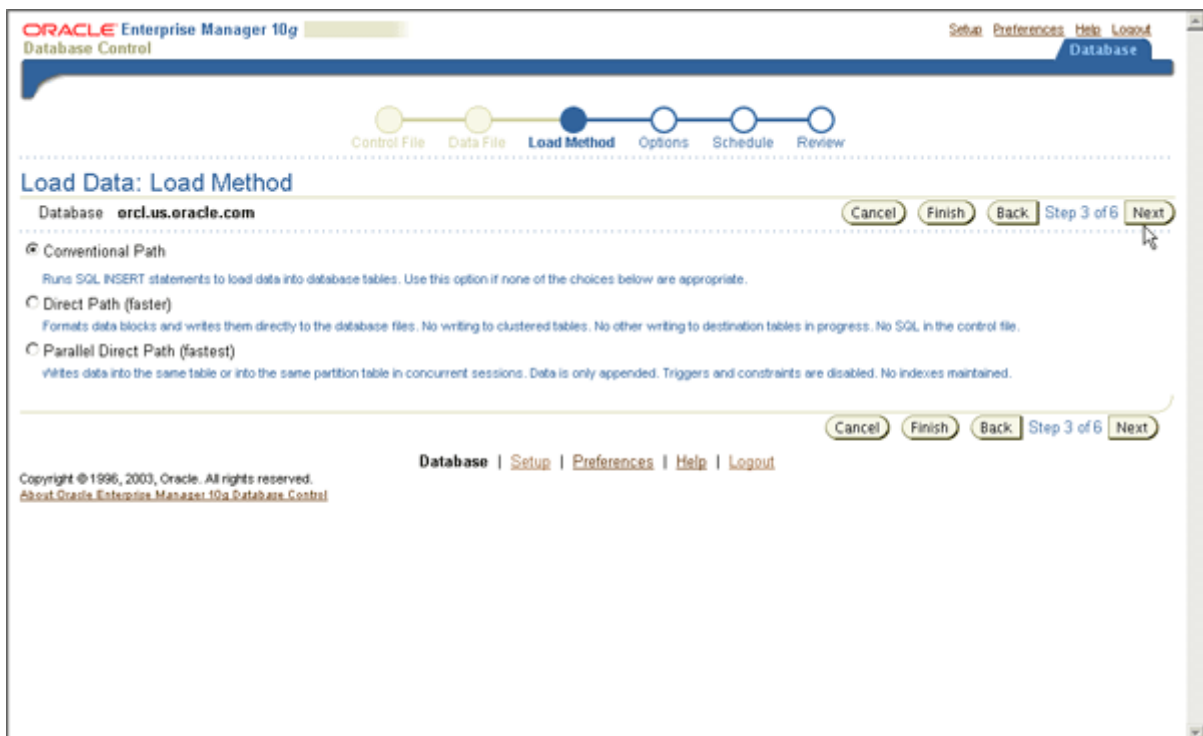 ORACLE Enterprise Manager 10g
Database Control
Setup Preferences Help Logout
Database
Control File Data File Load Method Options Schedule Review
Load Data: Load Method
Database orcl.us.oracle.com
Cancel Finish Back Step 3 of 6 Next
Conventional Path
Runs SQL INSERT statements to load data into database tables. Use this option if none of the choices below are appropriate.
Direct Path (faster)
Formats data blocks and writes them directly to the database files. No writing to clustered tables. No other writing to destination tables in progress. No SQL in the control file.
Parallel Direct Path (fastest)
Writes data into the same table or into the same partition table in concurrent sessions. Data is only appended. Triggers and constraints are disabled. No indexes maintained.
Cancel Finish Back Step 3 of 6 Next
Database | Setup | Preferences | Help | Logout
Copyright © 1996, 2003, Oracle. All rights reserved.
About Oracle Enterprise Manager 10g Database Control